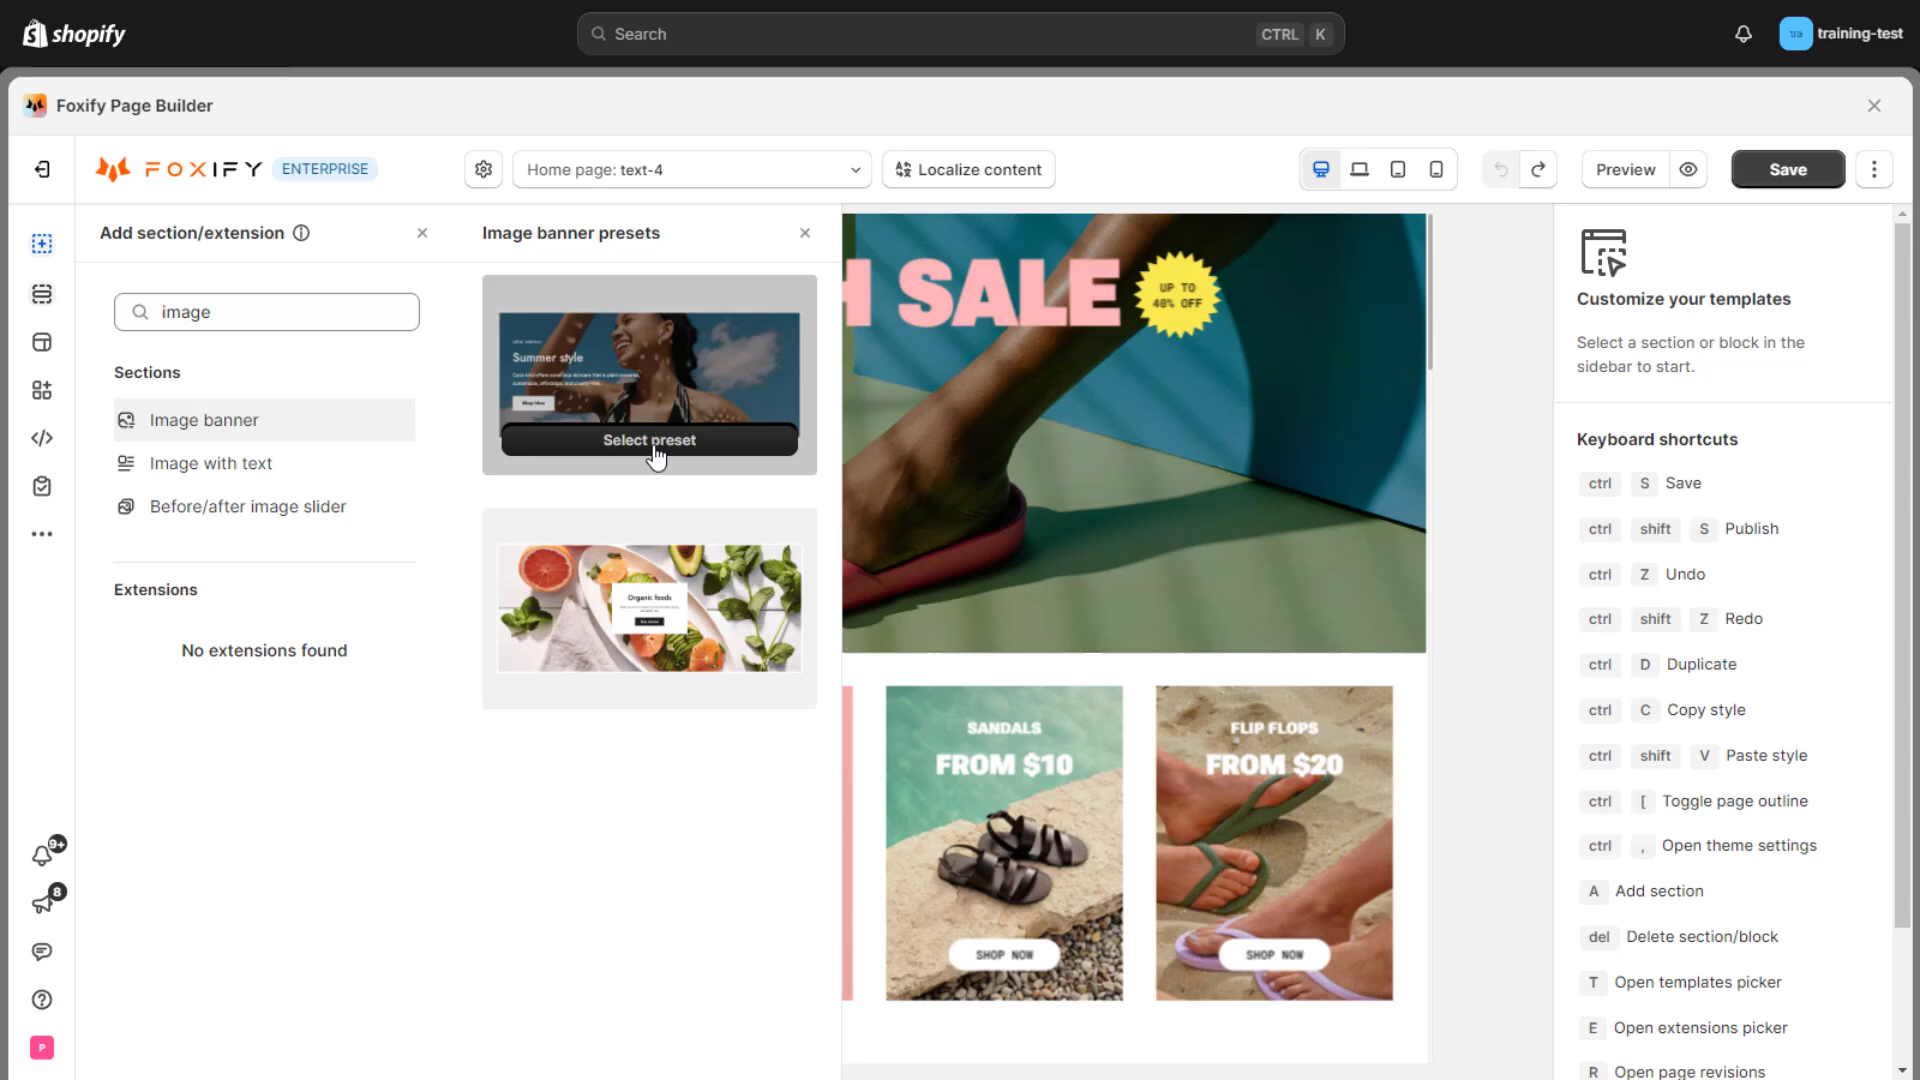 shopify
Search
CTRL K
tra
training-test
Foxify Page Builder
FOXIFY
ENTERPRISE
Home page: text-4
Localize content
Preview
Save
Add section/extension
image
Sections
Image banner
Image with text
Before/after image slider
Extensions
No extensions found
Image banner presets
Summer style
Shop Now
Select preset
Organic foods
H SALE
UP TO
40% OFF
SANDALS
FROM $10
SHOP NOW
FLIP FLOPS
FROM $20
SHOP NOW
Customize your templates
Select a section or block in the
sidebar to start.
Keyboard shortcuts
ctrl S Save
ctrl shift S Publish
ctrl Z Undo
ctrl shift Z Redo
ctrl D Duplicate
ctrl C Copy style
ctrl shift V Paste style
ctrl [ Toggle page outline
ctrl , Open theme settings
A Add section
del Delete section/block
T Open templates picker
E Open extensions picker
R Open page revisions
9+
8
P